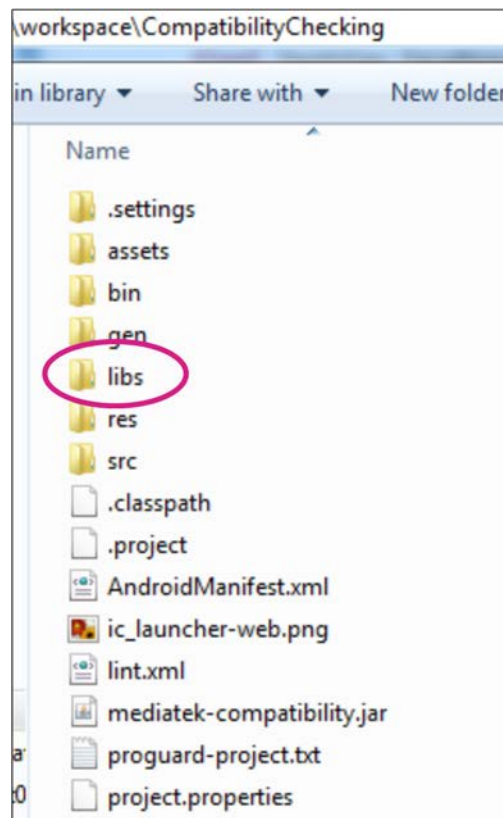 \workspace\CompatibilityChecking
in library Share with New folder
Name
.settings
assets
bin
gen
libs
res
src
.classpath
.project
AndroidManifest.xml
ic_launcher-web.png
lint.xml
mediatek-compatibility.jar
proguard-project.txt
project.properties